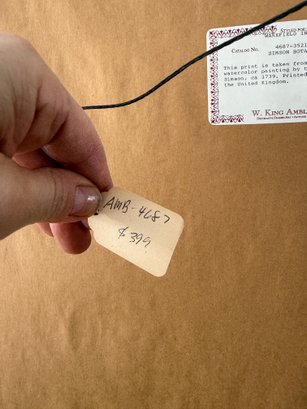 WAKEFIELD
Catalog No. 4687-3521
SIMSON BOTA
This print is taken from
watercolor painting by
Simson, ca 1739. Printed
the United Kingdom.
W. KING AMBL
AMB-4687
$399